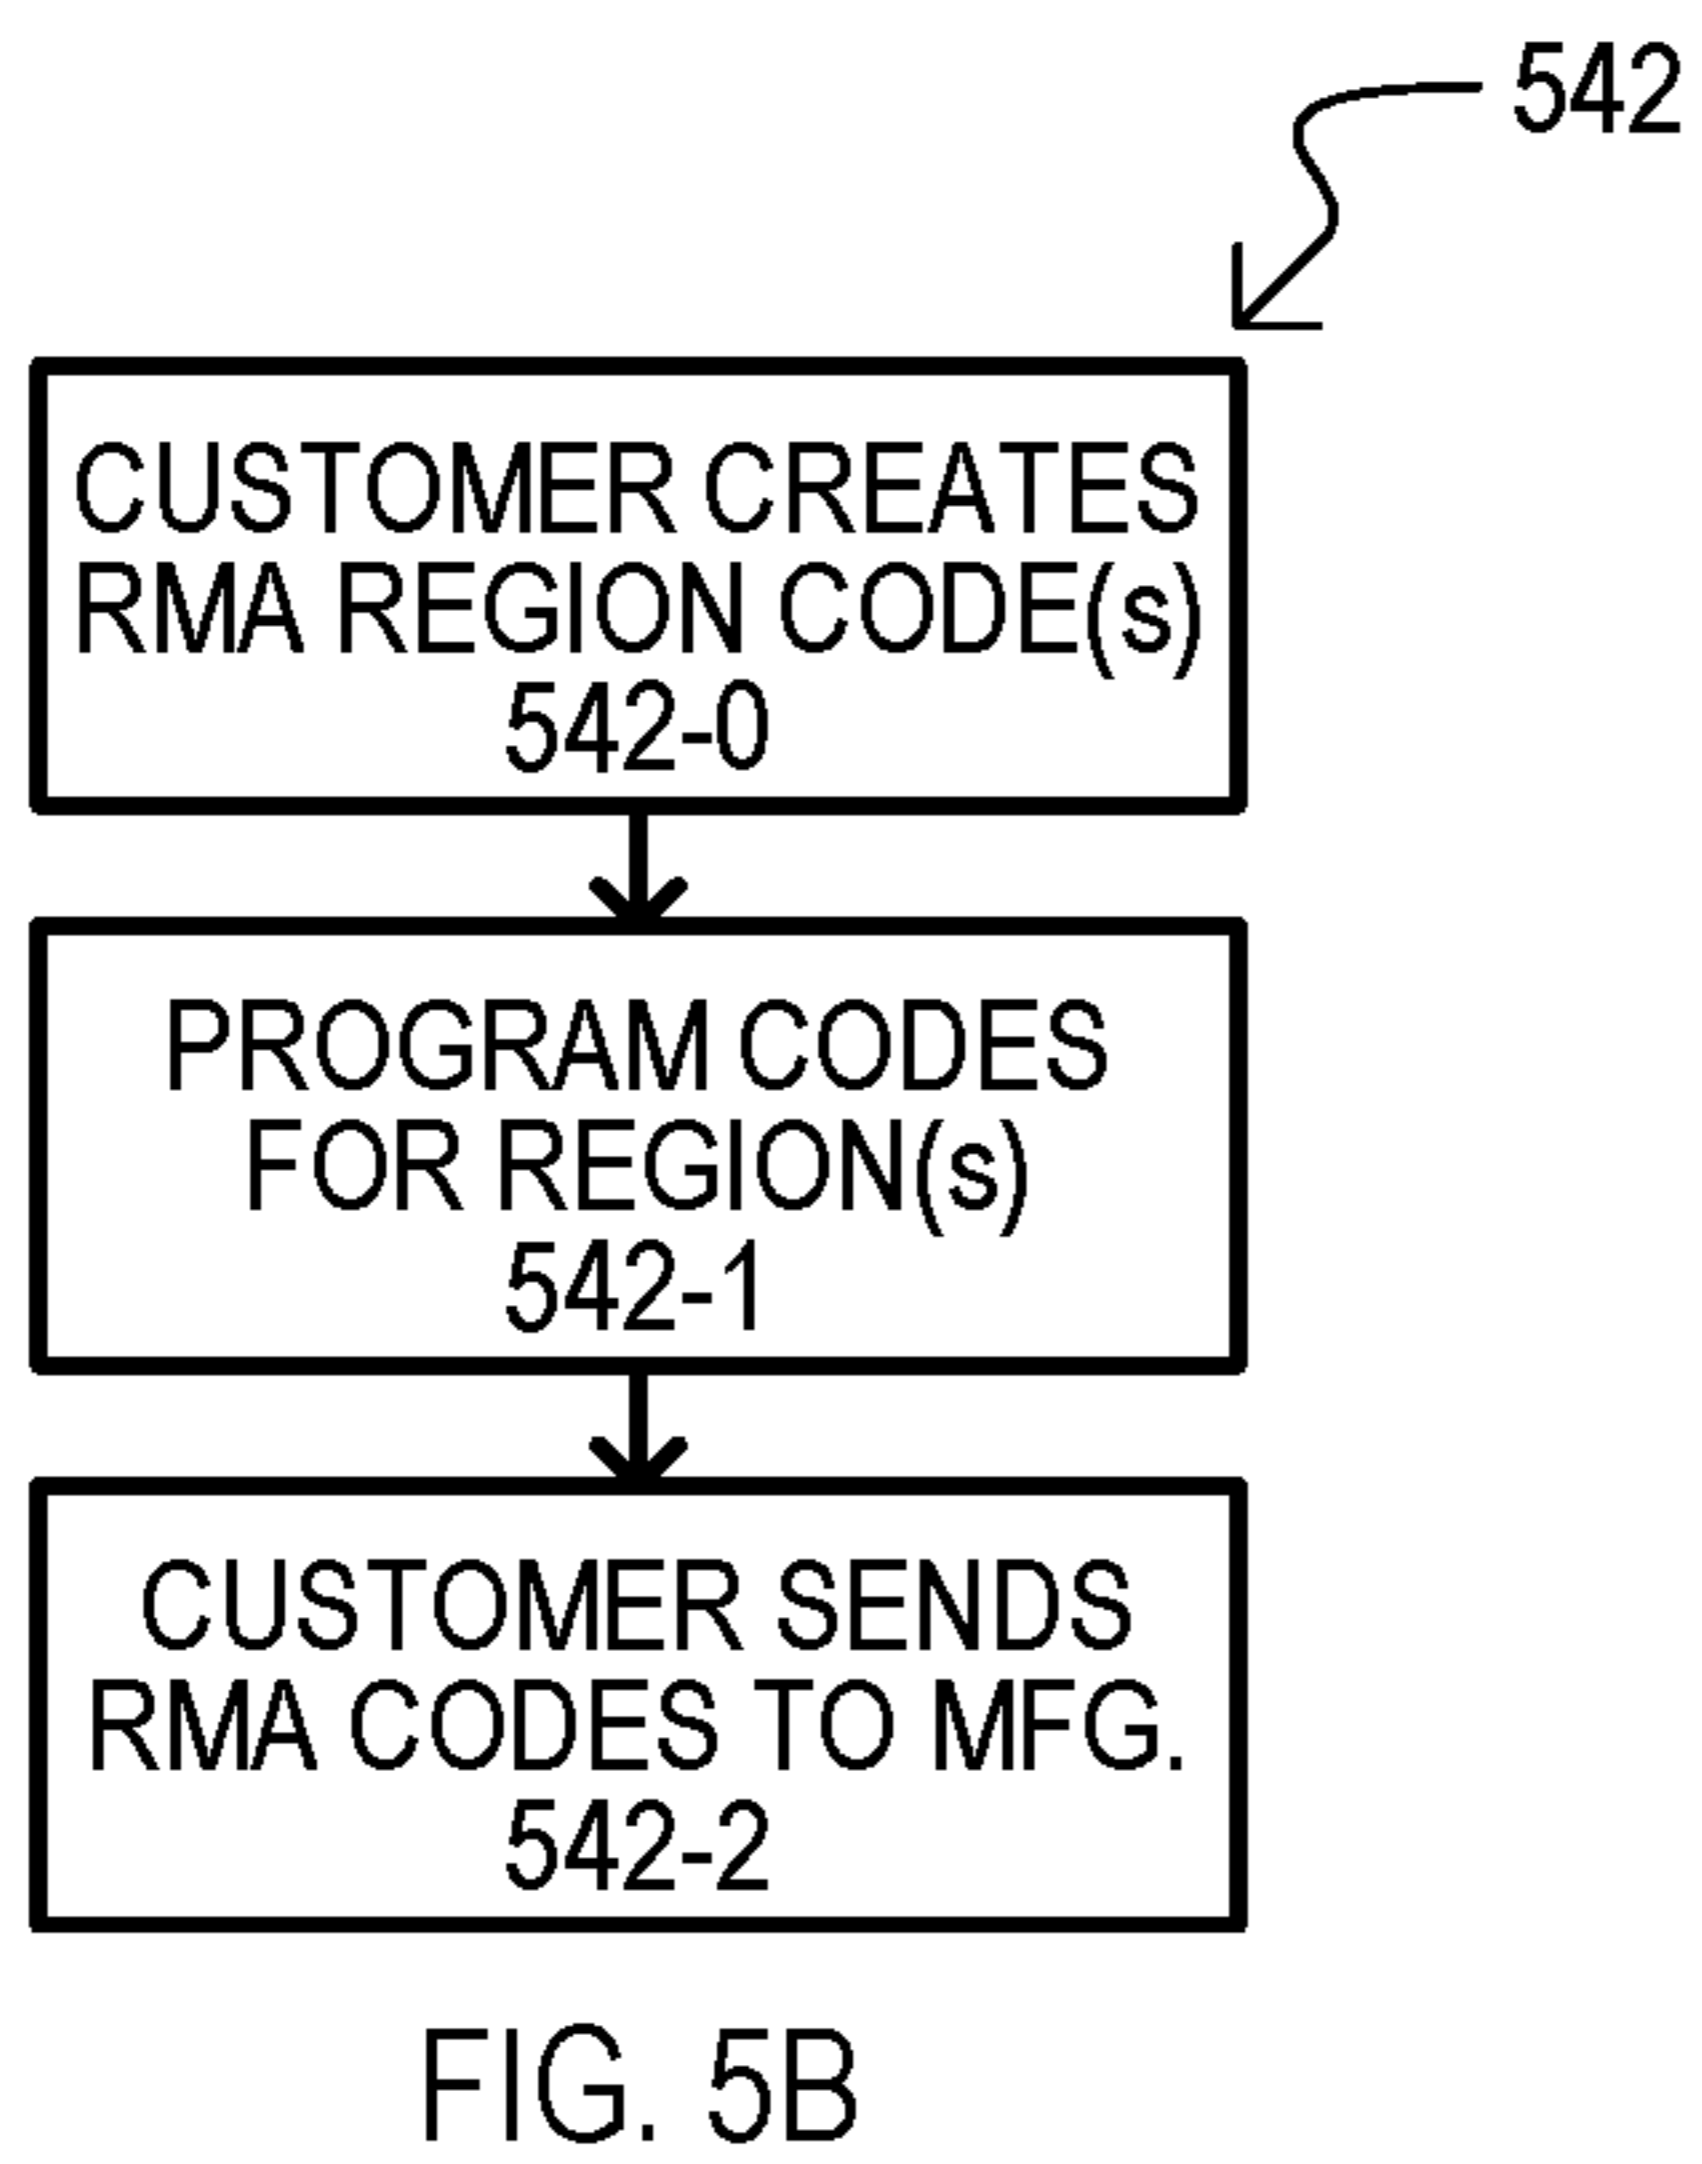 542
CUSTOMER CREATES
RMA REGION CODE(s)
542-0
PROGRAM CODES
FOR REGION(s)
542-1
CUSTOMER SENDS
RMA CODES TO MFG.
542-2
FIG. 5B